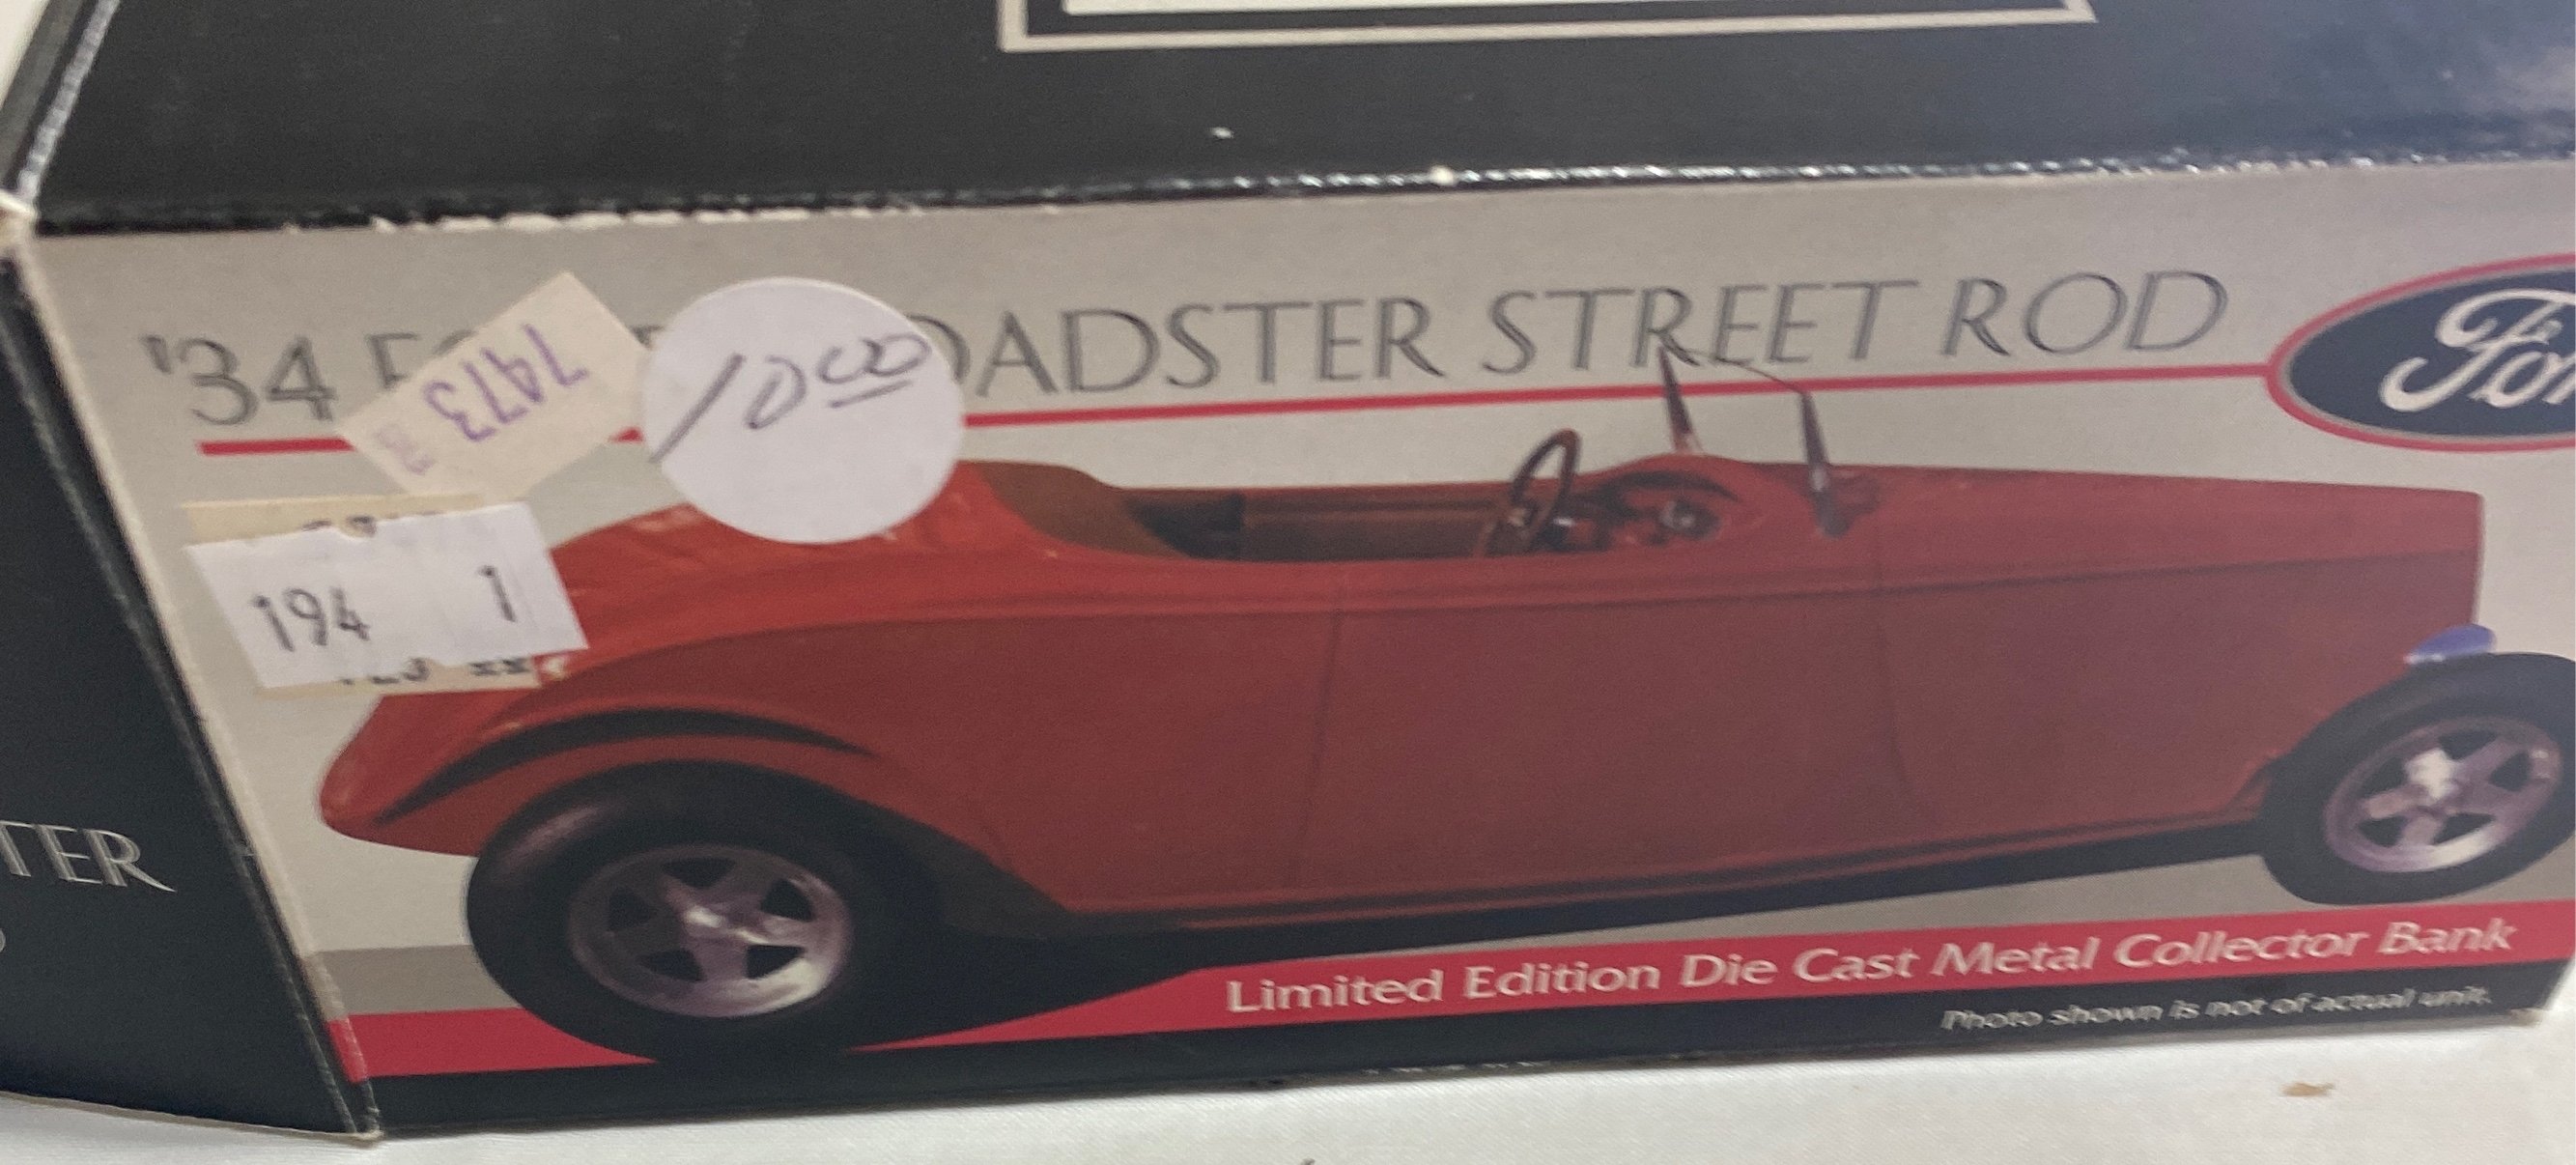 '34 ROADSTER STREET ROD
Ford
7473
10.00
194 1
TER
Limited Edition Die Cast Metal Collector Bank
Photo shown is not of actual unit.